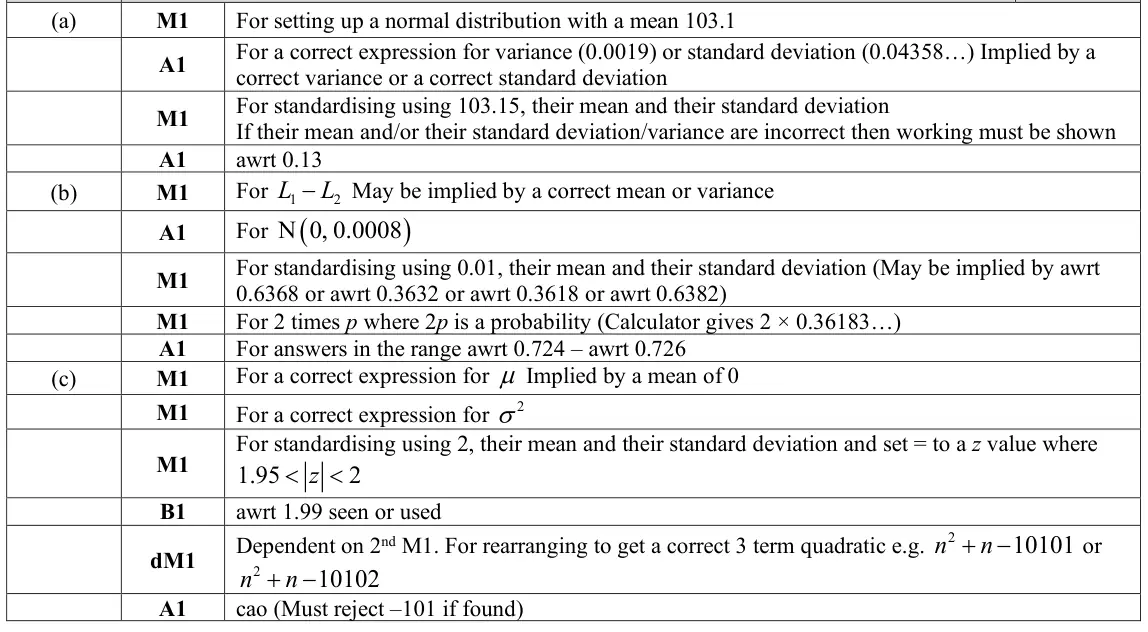 (a) M1 For setting up a normal distribution with a mean 103.1
A1 For a correct expression for variance (0.0019) or standard deviation (0.04358…) Implied by a
correct variance or a correct standard deviation
M1 For standardising using 103.15, their mean and their standard deviation
If their mean and/or their standard deviation/variance are incorrect then working must be shown
A1 awrt 0.13
(b) M1 For L₁ − L₂ May be implied by a correct mean or variance
A1 For N(0, 0.0008)
M1 For standardising using 0.01, their mean and their standard deviation (May be implied by awrt
0.6368 or awrt 0.3632 or awrt 0.3618 or awrt 0.6382)
M1 For 2 times p where 2p is a probability (Calculator gives 2 × 0.36183…)
A1 For answers in the range awrt 0.724 – awrt 0.726
(c) M1 For a correct expression for μ Implied by a mean of 0
M1 For a correct expression for σ²
M1 For standardising using 2, their mean and their standard deviation and set = to a z value where
1.95 < |z| < 2
B1 awrt 1.99 seen or used
dM1 Dependent on 2nd M1. For rearranging to get a correct 3 term quadratic e.g. n² + n − 10101 or
n² + n − 10102
A1 cao (Must reject –101 if found)